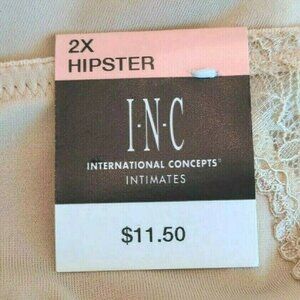 2X
HIPSTER
I·N·C
INTERNATIONAL CONCEPTS®
INTIMATES
$11.50